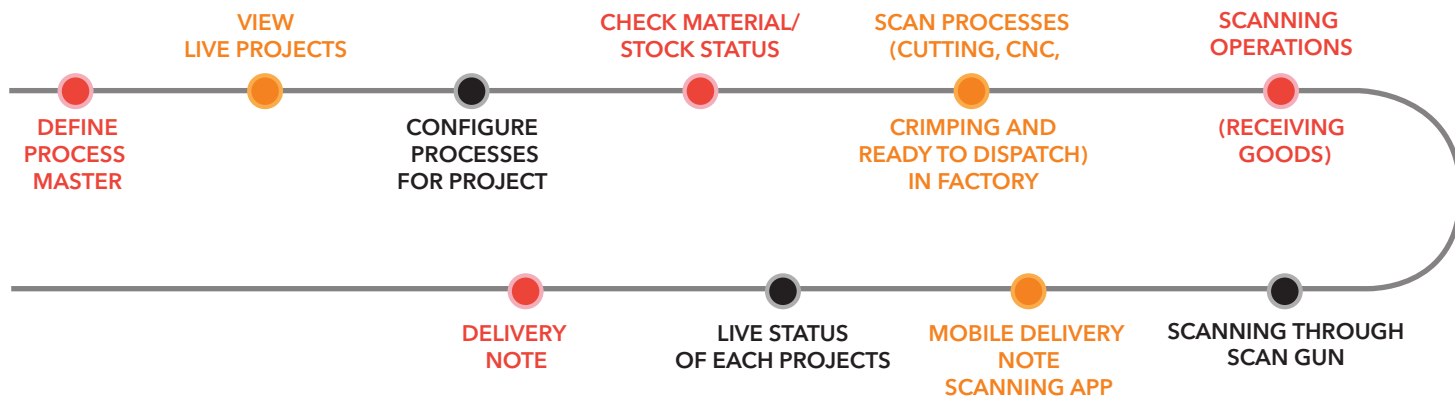 DEFINE
PROCESS
MASTER
VIEW
LIVE PROJECTS
CONFIGURE
PROCESSES
FOR PROJECT
CHECK MATERIAL/
STOCK STATUS
SCAN PROCESSES
(CUTTING, CNC,
CRIMPING AND
READY TO DISPATCH)
IN FACTORY
SCANNING
OPERATIONS
(RECEIVING
GOODS)
SCANNING THROUGH
SCAN GUN
MOBILE DELIVERY
NOTE
SCANNING APP
LIVE STATUS
OF EACH PROJECTS
DELIVERY
NOTE